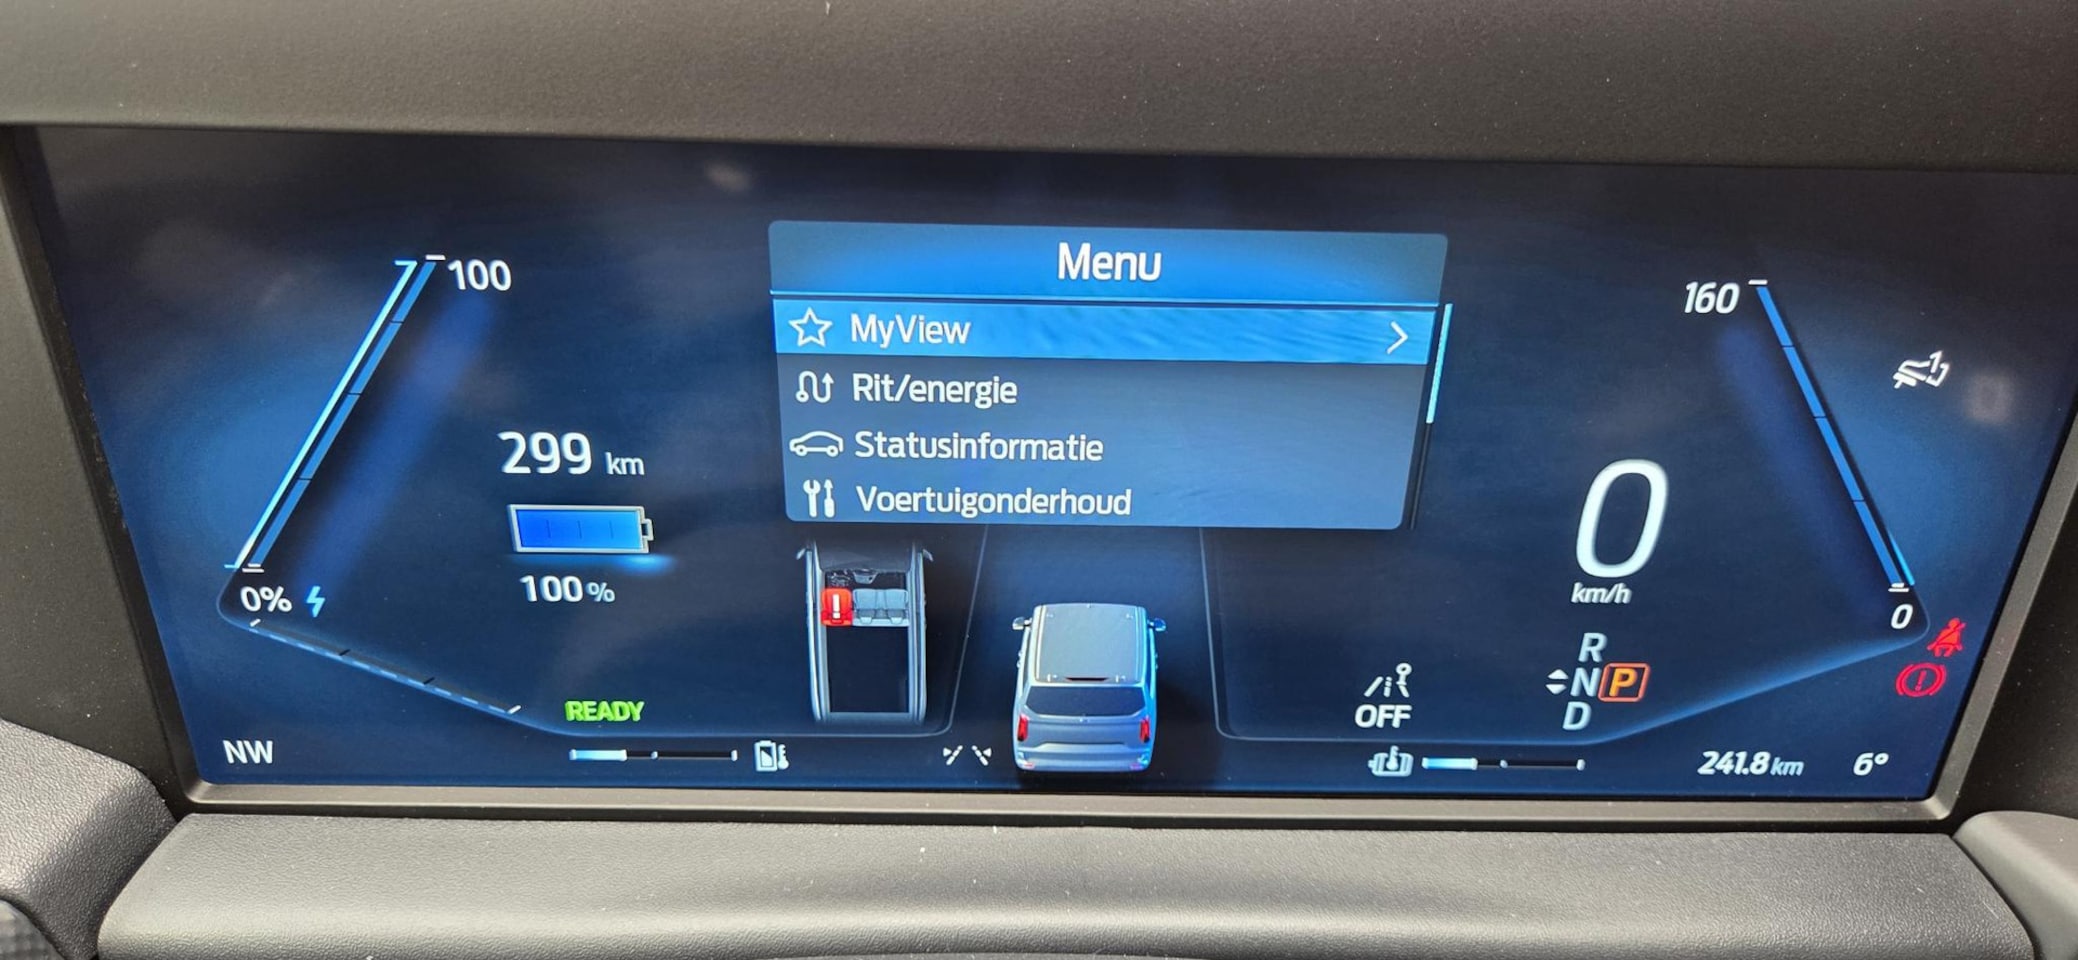 Menu
MyView
Rit/energie
Statusinformatie
Voertuigonderhoud
100
0%
299 km
100 %
READY
NW
160
0
0
km/h
R
N P
D
OFF
241.8 km
6°